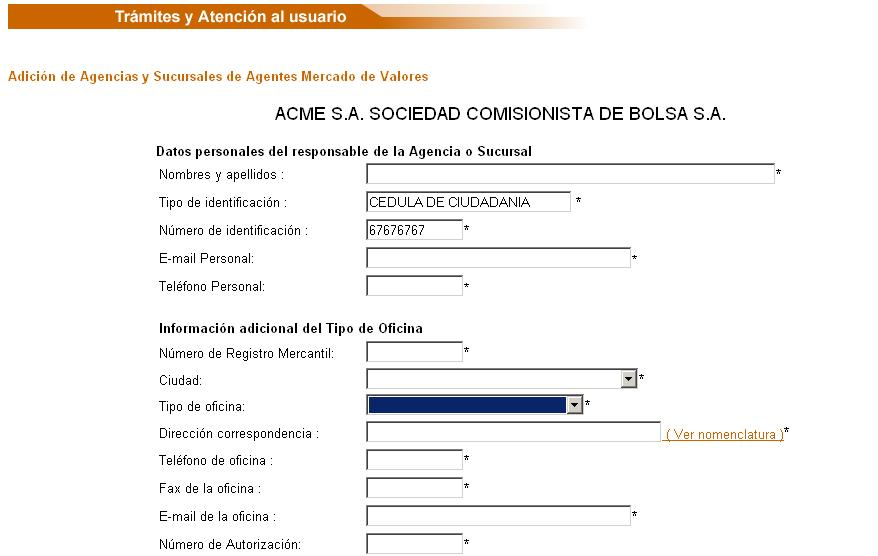 Trámites y Atención al usuario
Adición de Agencias y Sucursales de Agentes Mercado de Valores
ACME S.A. SOCIEDAD COMISIONISTA DE BOLSA S.A.
Datos personales del responsable de la Agencia o Sucursal
Nombres y apellidos : *
Tipo de identificación : CEDULA DE CIUDADANIA *
Número de identificación : 67676767 *
E-mail Personal: *
Teléfono Personal: *
Información adicional del Tipo de Oficina
Número de Registro Mercantil: *
Ciudad: *
Tipo de oficina: *
Dirección correspondencia : ( Ver nomenclatura )*
Teléfono de oficina : *
Fax de la oficina : *
E-mail de la oficina : *
Número de Autorización: *